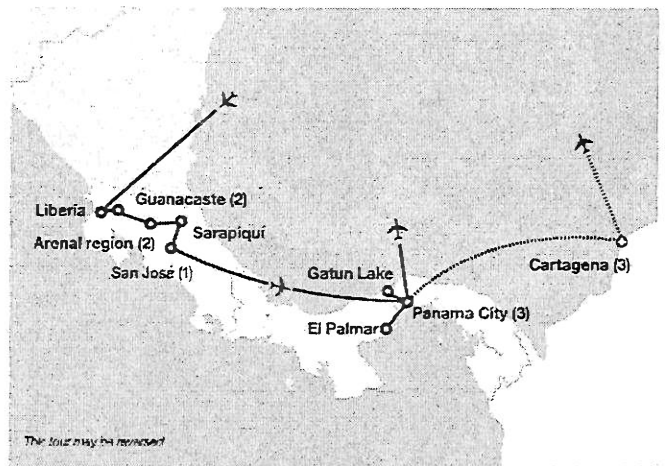 Guanacaste (2)
Liberia
Sarapiquí
Arenal region (2)
San José (1)
Gatun Lake
Cartagena (3)
Panama City (3)
El Palmar
This tour may be reversed